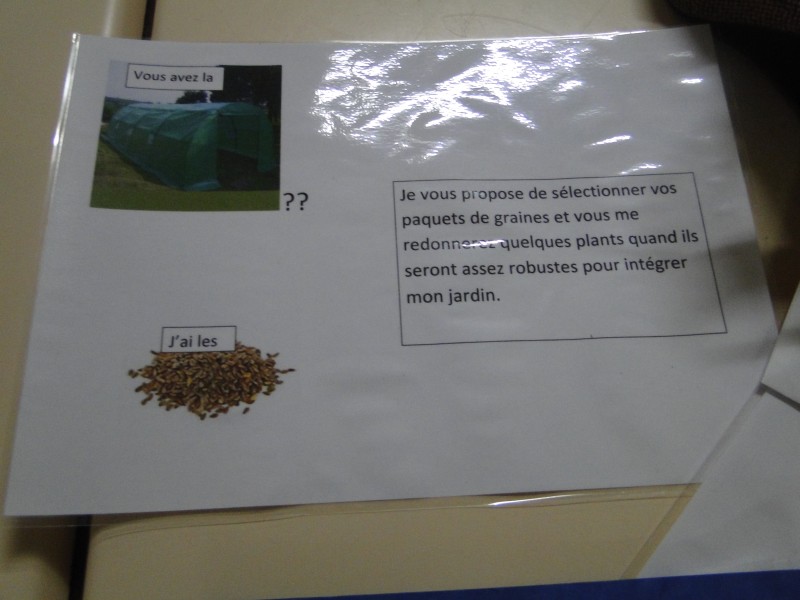 Vous avez la
??
Je vous propose de sélectionner vos
paquets de graines et vous me
redonnerez quelques plants quand ils
seront assez robustes pour intégrer
mon jardin.
J'ai les